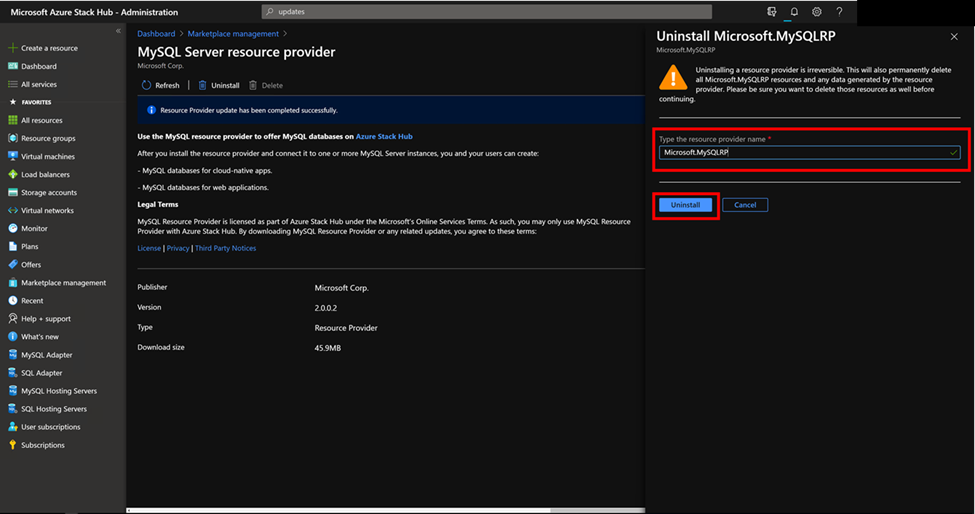 Microsoft Azure Stack Hub - Administration
updates
Create a resource
Dashboard
All services
FAVORITES
All resources
Resource groups
Virtual machines
Load balancers
Storage accounts
Virtual networks
Monitor
Plans
Offers
Marketplace management
Recent
Help + support
What's new
MySQL Adapter
SQL Adapter
MySQL Hosting Servers
SQL Hosting Servers
User subscriptions
Subscriptions
Dashboard > Marketplace management >
MySQL Server resource provider
Microsoft Corp.
Refresh | Uninstall Delete
Resource Provider update has been completed successfully.
Use the MySQL resource provider to offer MySQL databases on Azure Stack Hub
After you install the resource provider and connect it to one or more MySQL Server instances, you and your users can create:
- MySQL databases for cloud-native apps.
- MySQL databases for web applications.
Legal Terms
MySQL Resource Provider is licensed as part of Azure Stack Hub under the Microsoft's Online Services Terms. As such, you may only use MySQL Resource
Provider with Azure Stack Hub. By downloading MySQL Resource Provider or any related updates, you agree to these terms:
License | Privacy | Third Party Notices
Publisher Microsoft Corp.
Version 2.0.0.2
Type Resource Provider
Download size 45.9MB
Uninstall Microsoft.MySQLRP
Microsoft.MySQLRP
Uninstalling a resource provider is irreversible. This will also permanently delete
all Microsoft.MySQLRP resources and any data generated by the resource
provider. Please be sure you want to delete those resources as well before
continuing.
Type the resource provider name *
Microsoft.MySQLRP
Uninstall Cancel